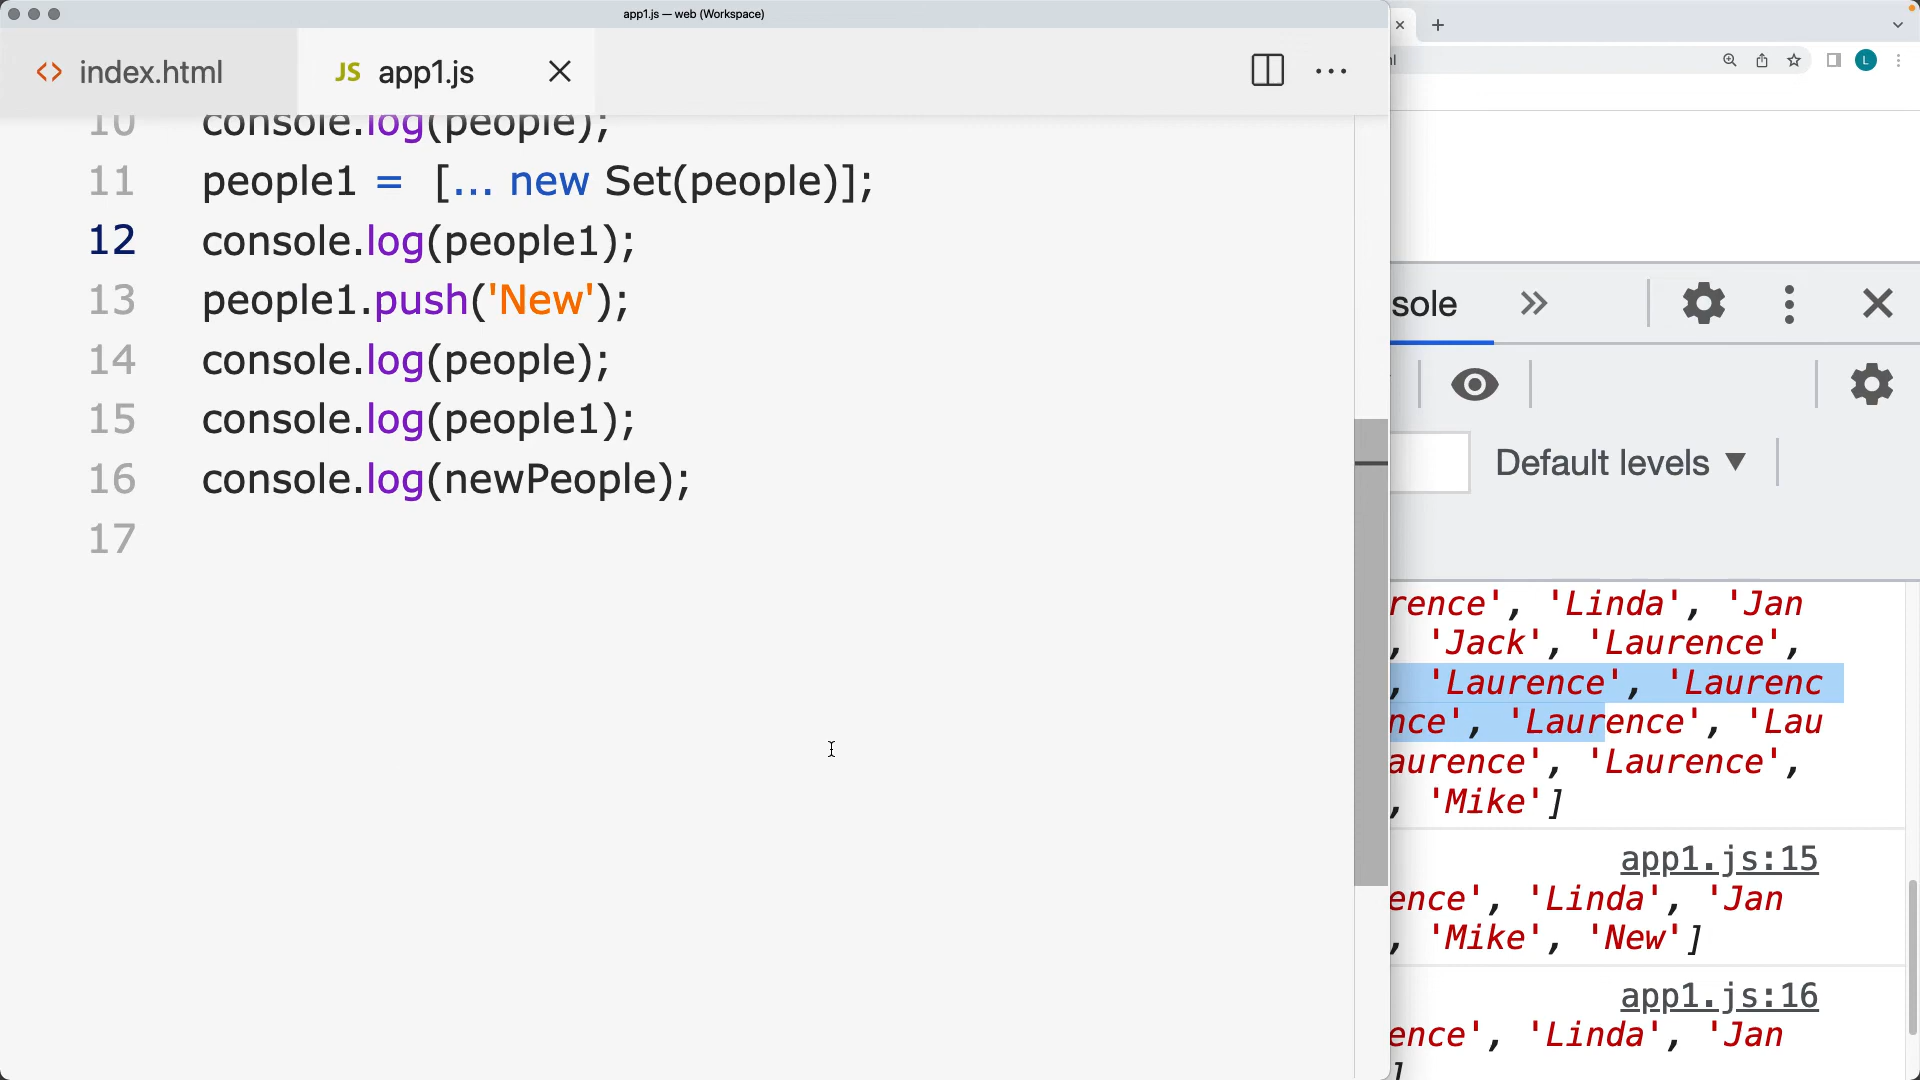 app1.js — web (Workspace)
index.html
JS app1.js
10 console.log(people);
11 people1 = [... new Set(people)];
12 console.log(people1);
13 people1.push('New');
14 console.log(people);
15 console.log(people1);
16 console.log(newPeople);
17
L
sole
Default levels ▼
rence', 'Linda', 'Jan
, 'Jack', 'Laurence',
, 'Laurence', 'Laurenc
nce', 'Laurence', 'Lau
aurence', 'Laurence',
, 'Mike']
app1.js:15
ence', 'Linda', 'Jan
, 'Mike', 'New']
app1.js:16
ence', 'Linda', 'Jan
]